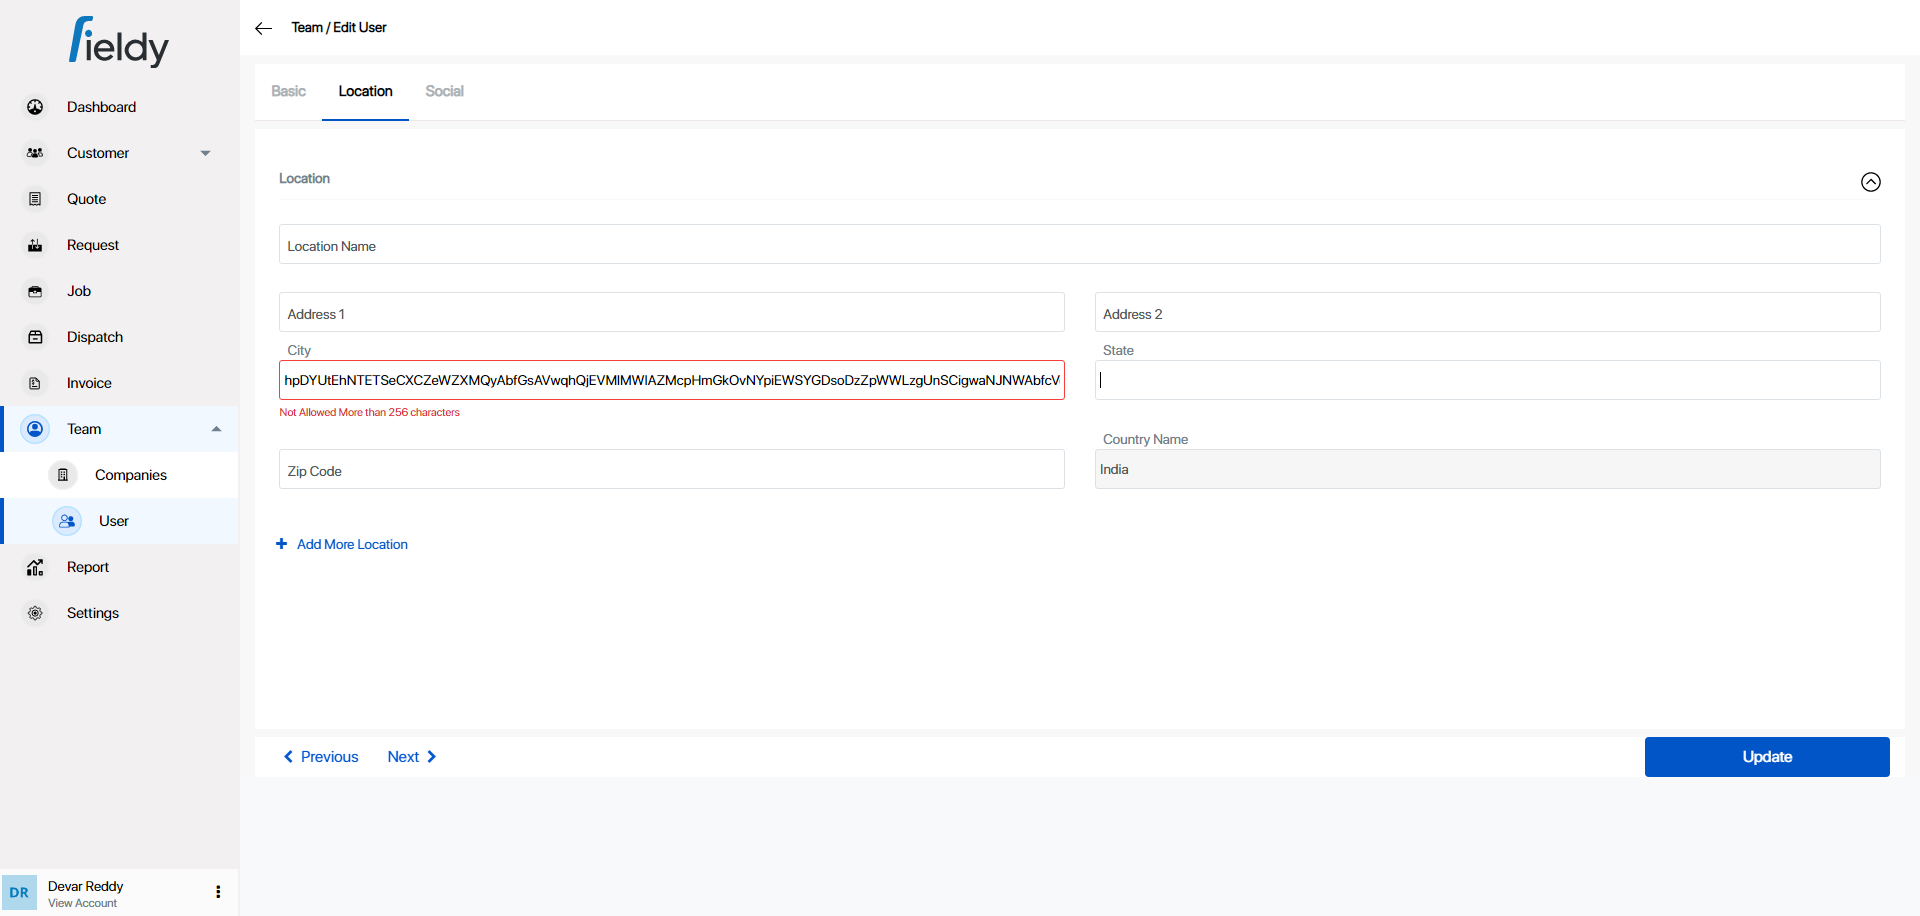 fieldy
Team / Edit User
Basic
Location
Social
Dashboard
Customer
Quote
Request
Job
Dispatch
Invoice
Team
Companies
User
Report
Settings
Location
Location Name
Address 1
Address 2
City
State
hpDYUtEhNTETSeCXCZeWZXMQyAbfGsAVwqhQjEVMIMWIAZMcpHmGkOvNYpiEWSYGDsoDzZpWWLzgUnSCigwaNJNWAbfcV
Not Allowed More than 256 characters
Country Name
Zip Code
India
Add More Location
Previous
Next
Update
DR
Devar Reddy
View Account